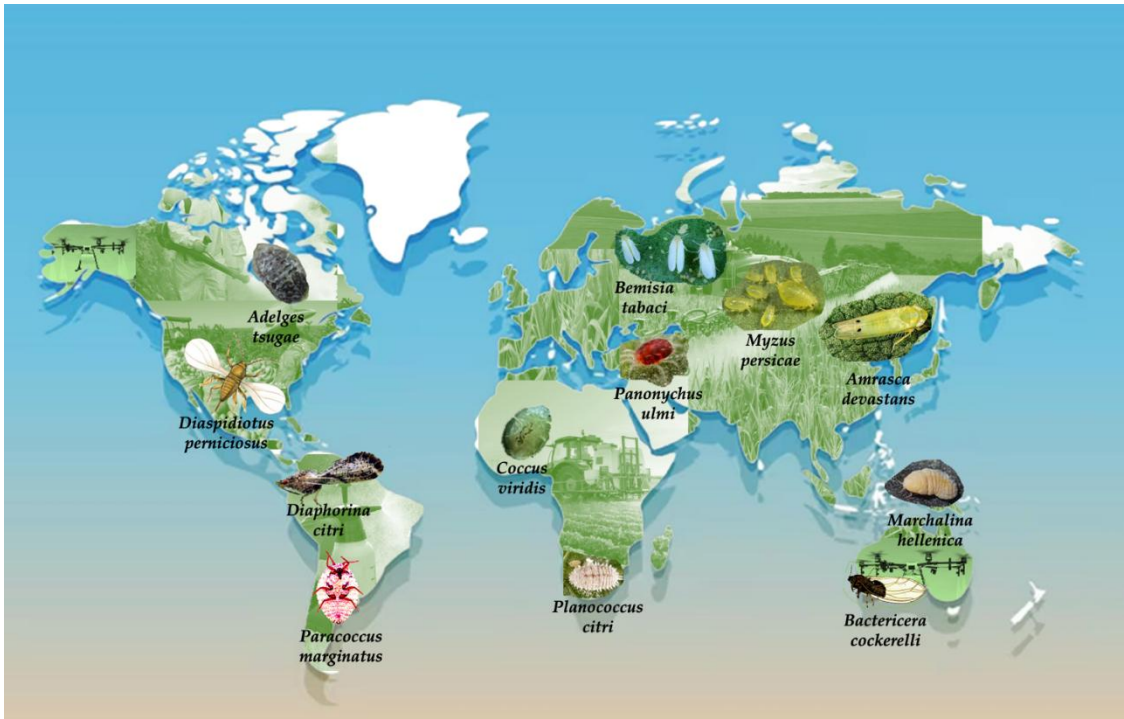 Adelges
tsugae
Diaspidiotus
perniciosus
Diaphorina
citri
Paracoccus
marginatus
Bemisia
tabaci
Myzus
persicae
Amrasca
devastans
Panonychus
ulmi
Coccus
viridis
Planococcus
citri
Marchalina
hellenica
Bactericera
cockerelli